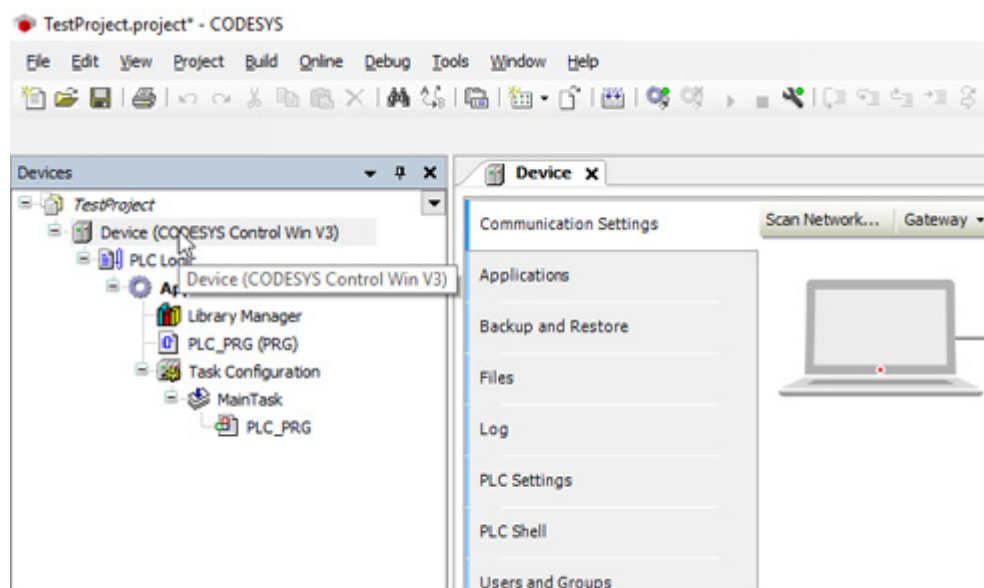 TestProject.project* - CODESYS
File Edit View Project Build Online Debug Tools Window Help
Devices
TestProject
Device (CODESYS Control Win V3)
PLC Logic
Device (CODESYS Control Win V3)
Library Manager
PLC_PRG (PRG)
Task Configuration
MainTask
PLC_PRG
Device
Communication Settings
Applications
Backup and Restore
Files
Log
PLC Settings
PLC Shell
Users and Groups
Scan Network... Gateway